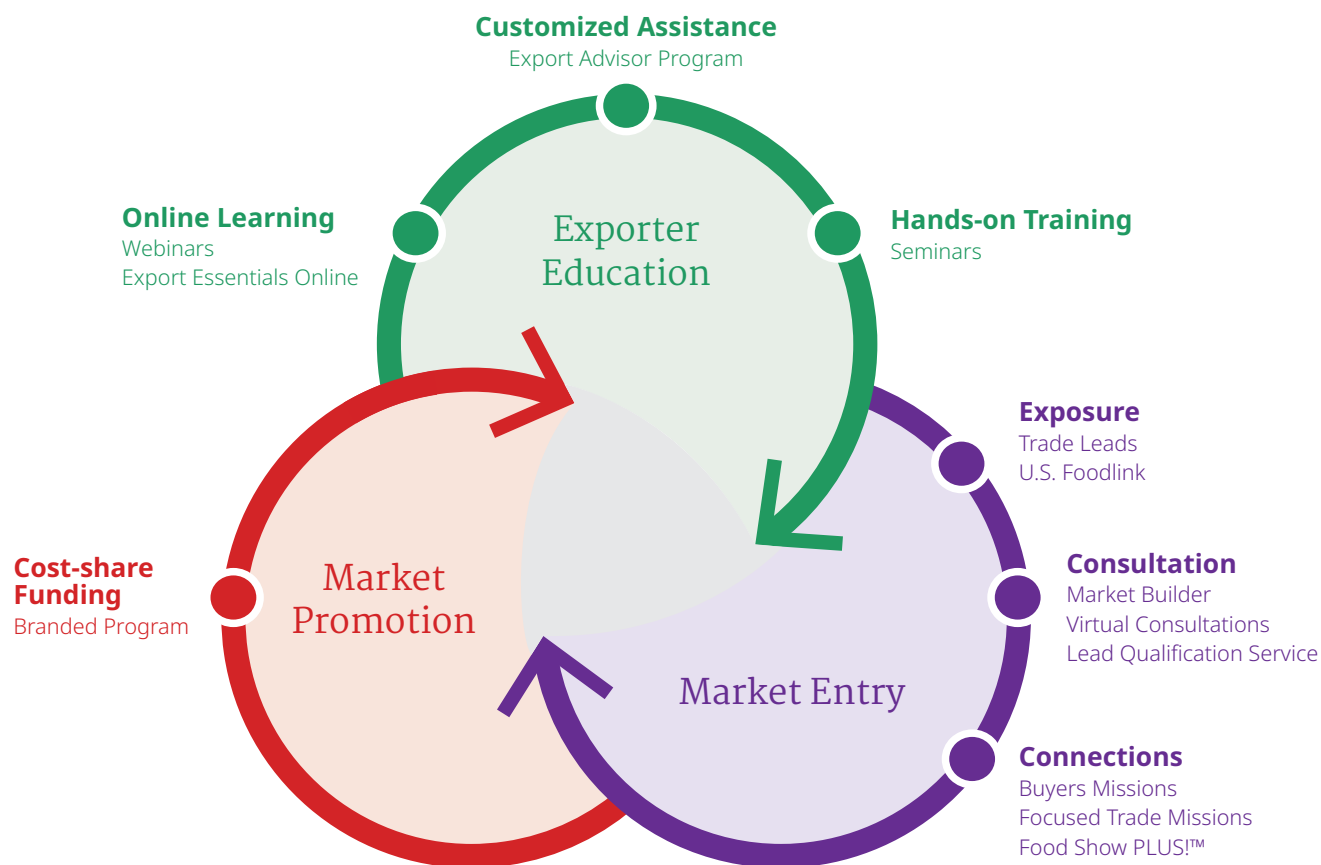 Customized Assistance
Export Advisor Program
Online Learning
Webinars
Export Essentials Online
Exporter
Education
Hands-on Training
Seminars
Exposure
Trade Leads
U.S. Foodlink
Cost-share
Funding
Branded Program
Market
Promotion
Consultation
Market Builder
Virtual Consultations
Lead Qualification Service
Market Entry
Connections
Buyers Missions
Focused Trade Missions
Food Show PLUS!™